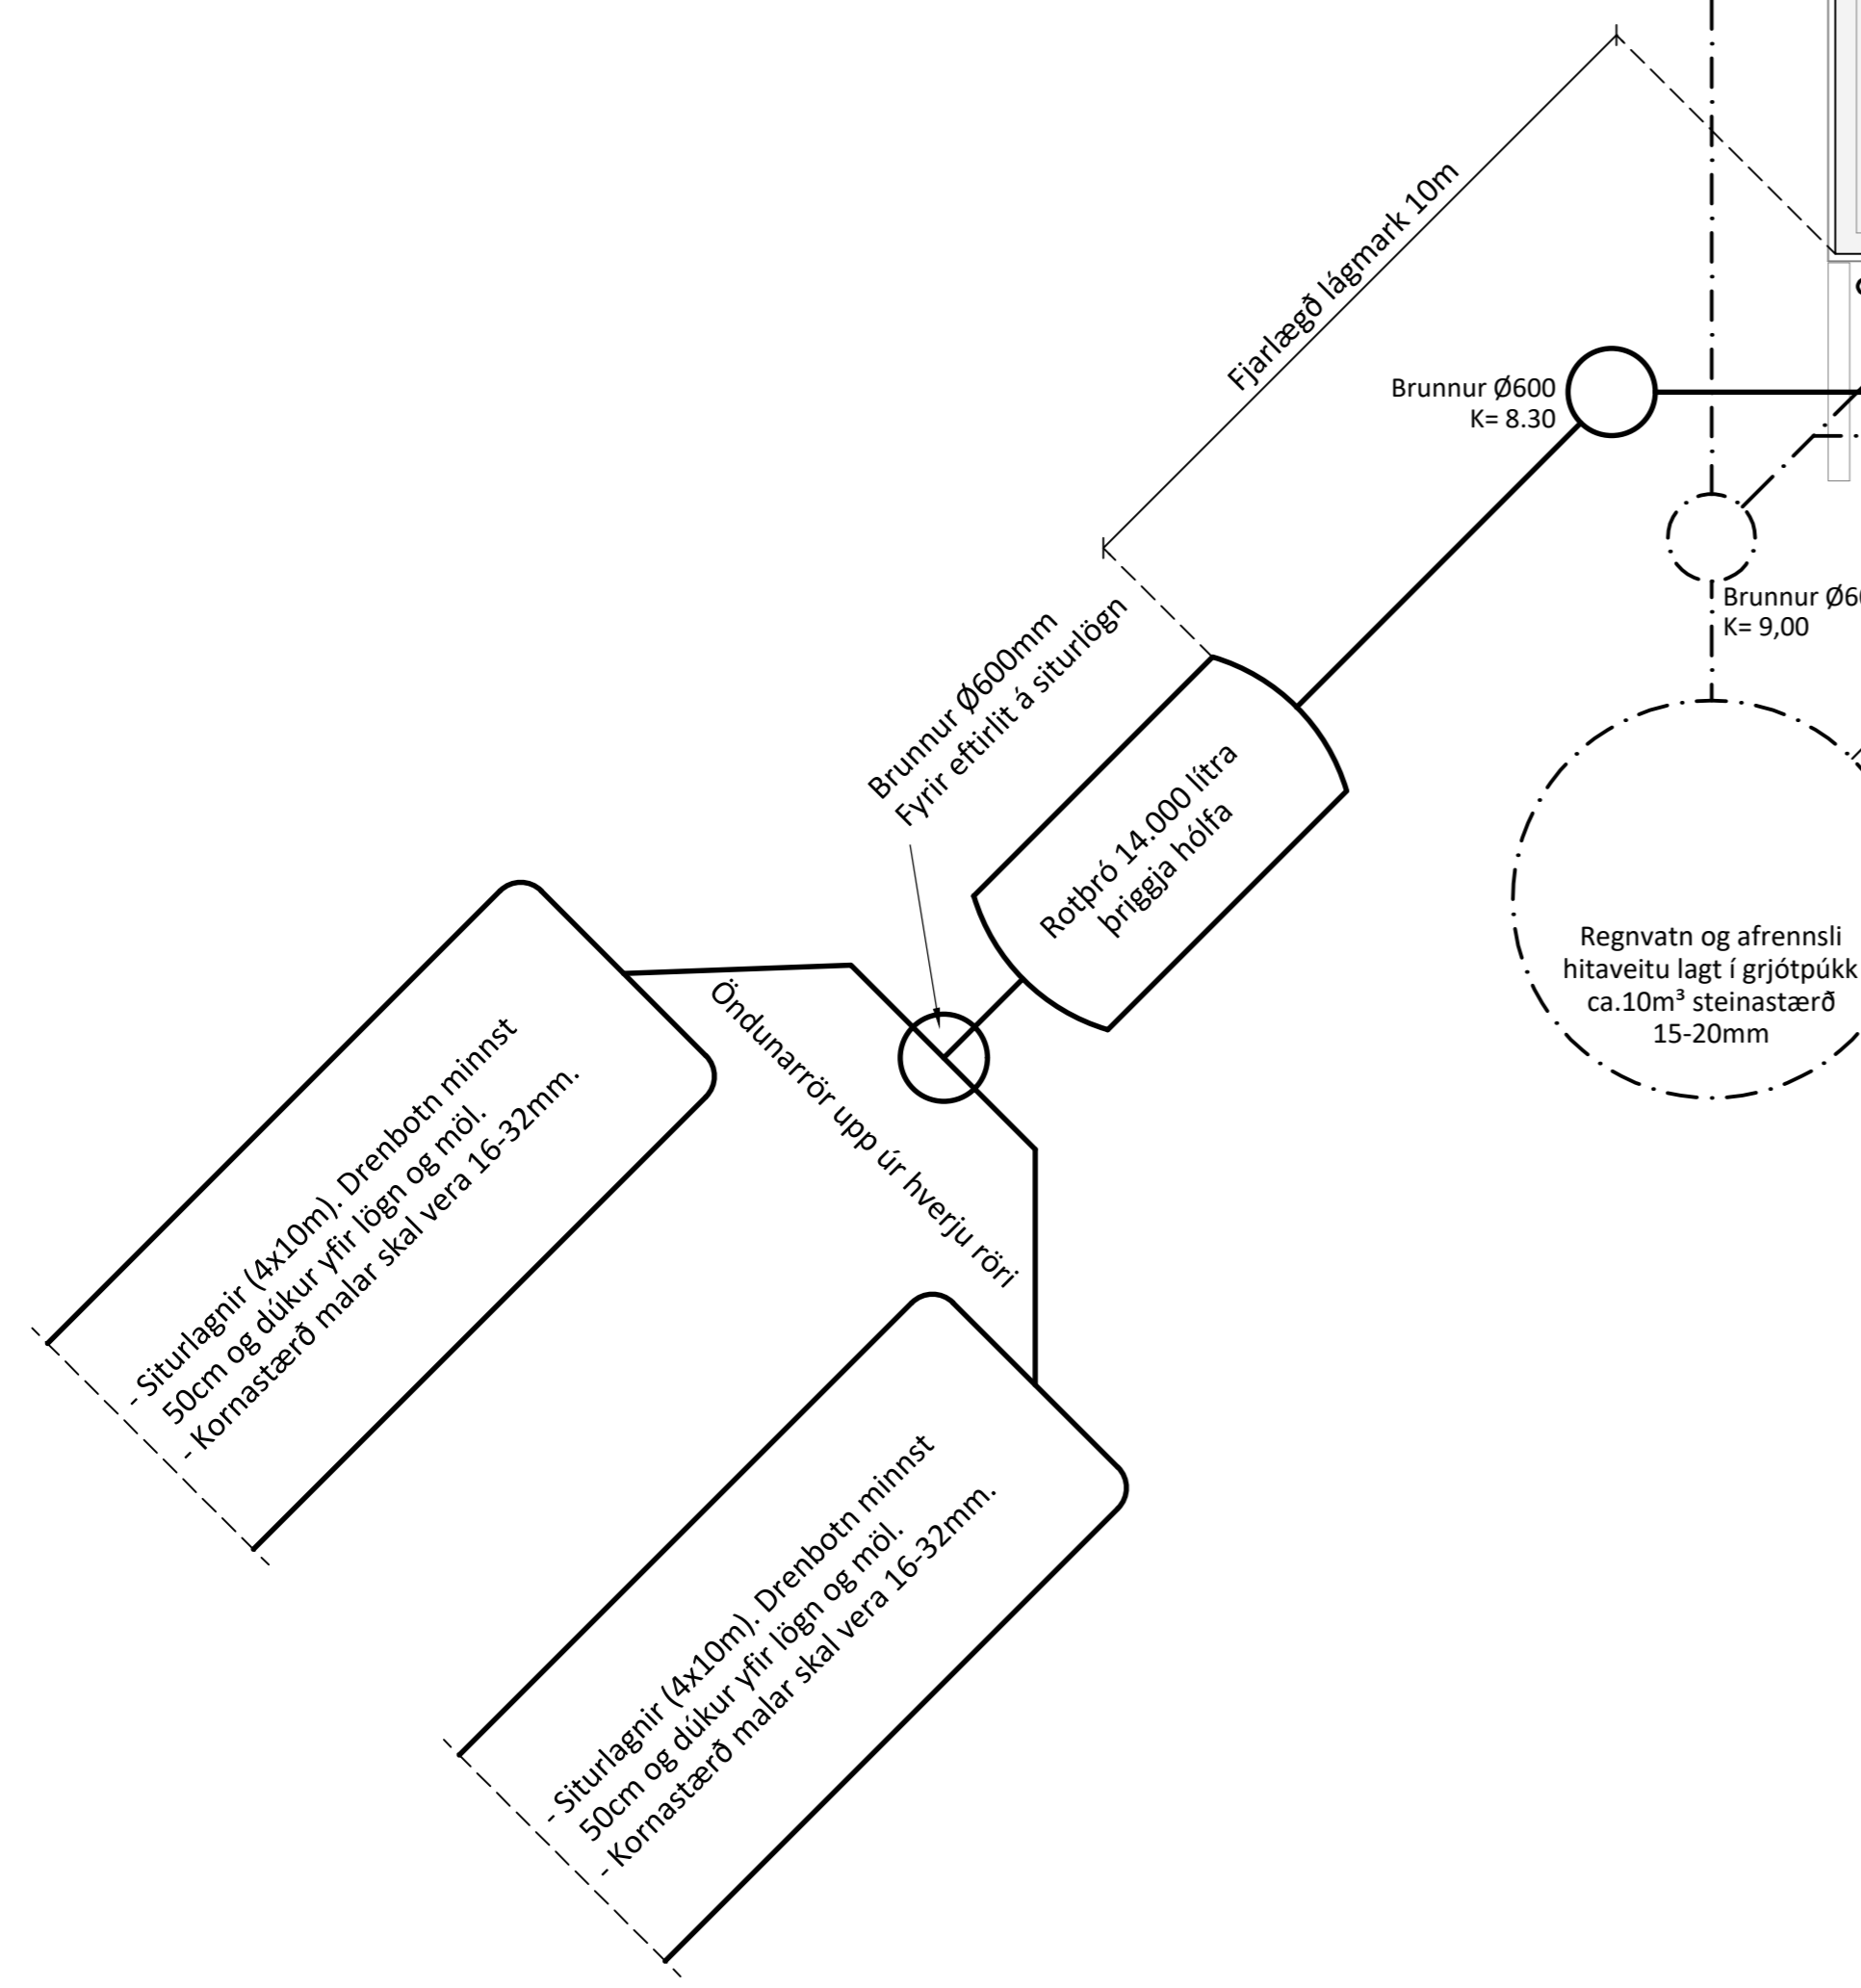 Fjarlægð lágmark 10m
Brunnur Ø600
K= 8.30
Brunnur Ø60
K= 9,00
Brunnur Ø600mm
Fyrir eftirlit á siturlögn
Rotþró 14.000 lítra
þriggja hólfa
Regnvatn og afrennsli
hitaveitu lagt í grjótpúkk
ca.10m³ steinastærð
15-20mm
Öndunarrör upp úr hverju röri
- Siturlagnir (4x10m). Drenbotn minnst
50cm og dúkur yfir lögn og möl.
- Kornastærð malar skal vera 16-32mm.
- Siturlagnir (4x10m). Drenbotn minnst
50cm og dúkur yfir lögn og möl.
- Kornastærð malar skal vera 16-32mm.